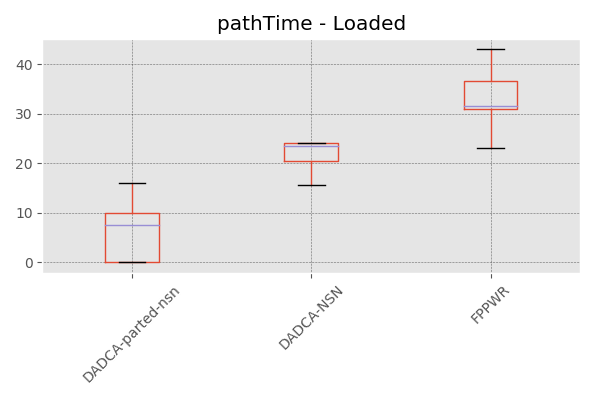 pathTime - Loaded
40
30
20
10
0
DADCA-parted-nsn
DADCA-NSN
FPPWR